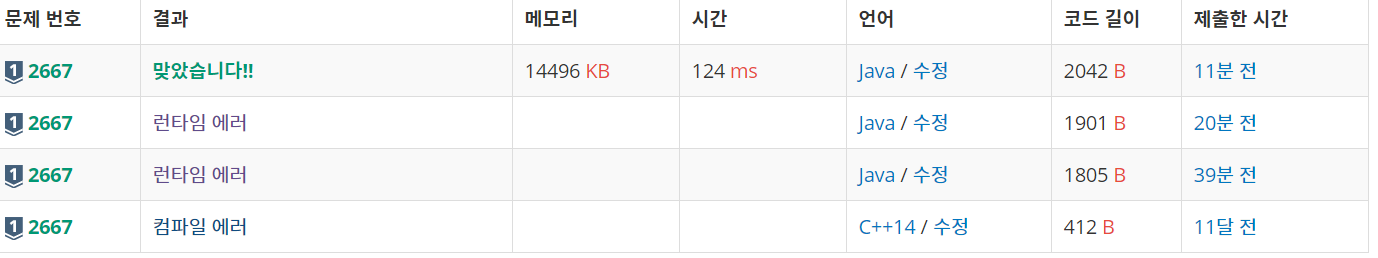 문제 번호 결과 메모리 시간 언어 코드 길이 제출한 시간
1 2667 맞았습니다!! 14496 KB 124 ms Java / 수정 2042 B 11분 전
1 2667 런타임 에러 Java / 수정 1901 B 20분 전
1 2667 런타임 에러 Java / 수정 1805 B 39분 전
1 2667 컴파일 에러 C++14 / 수정 412 B 11달 전